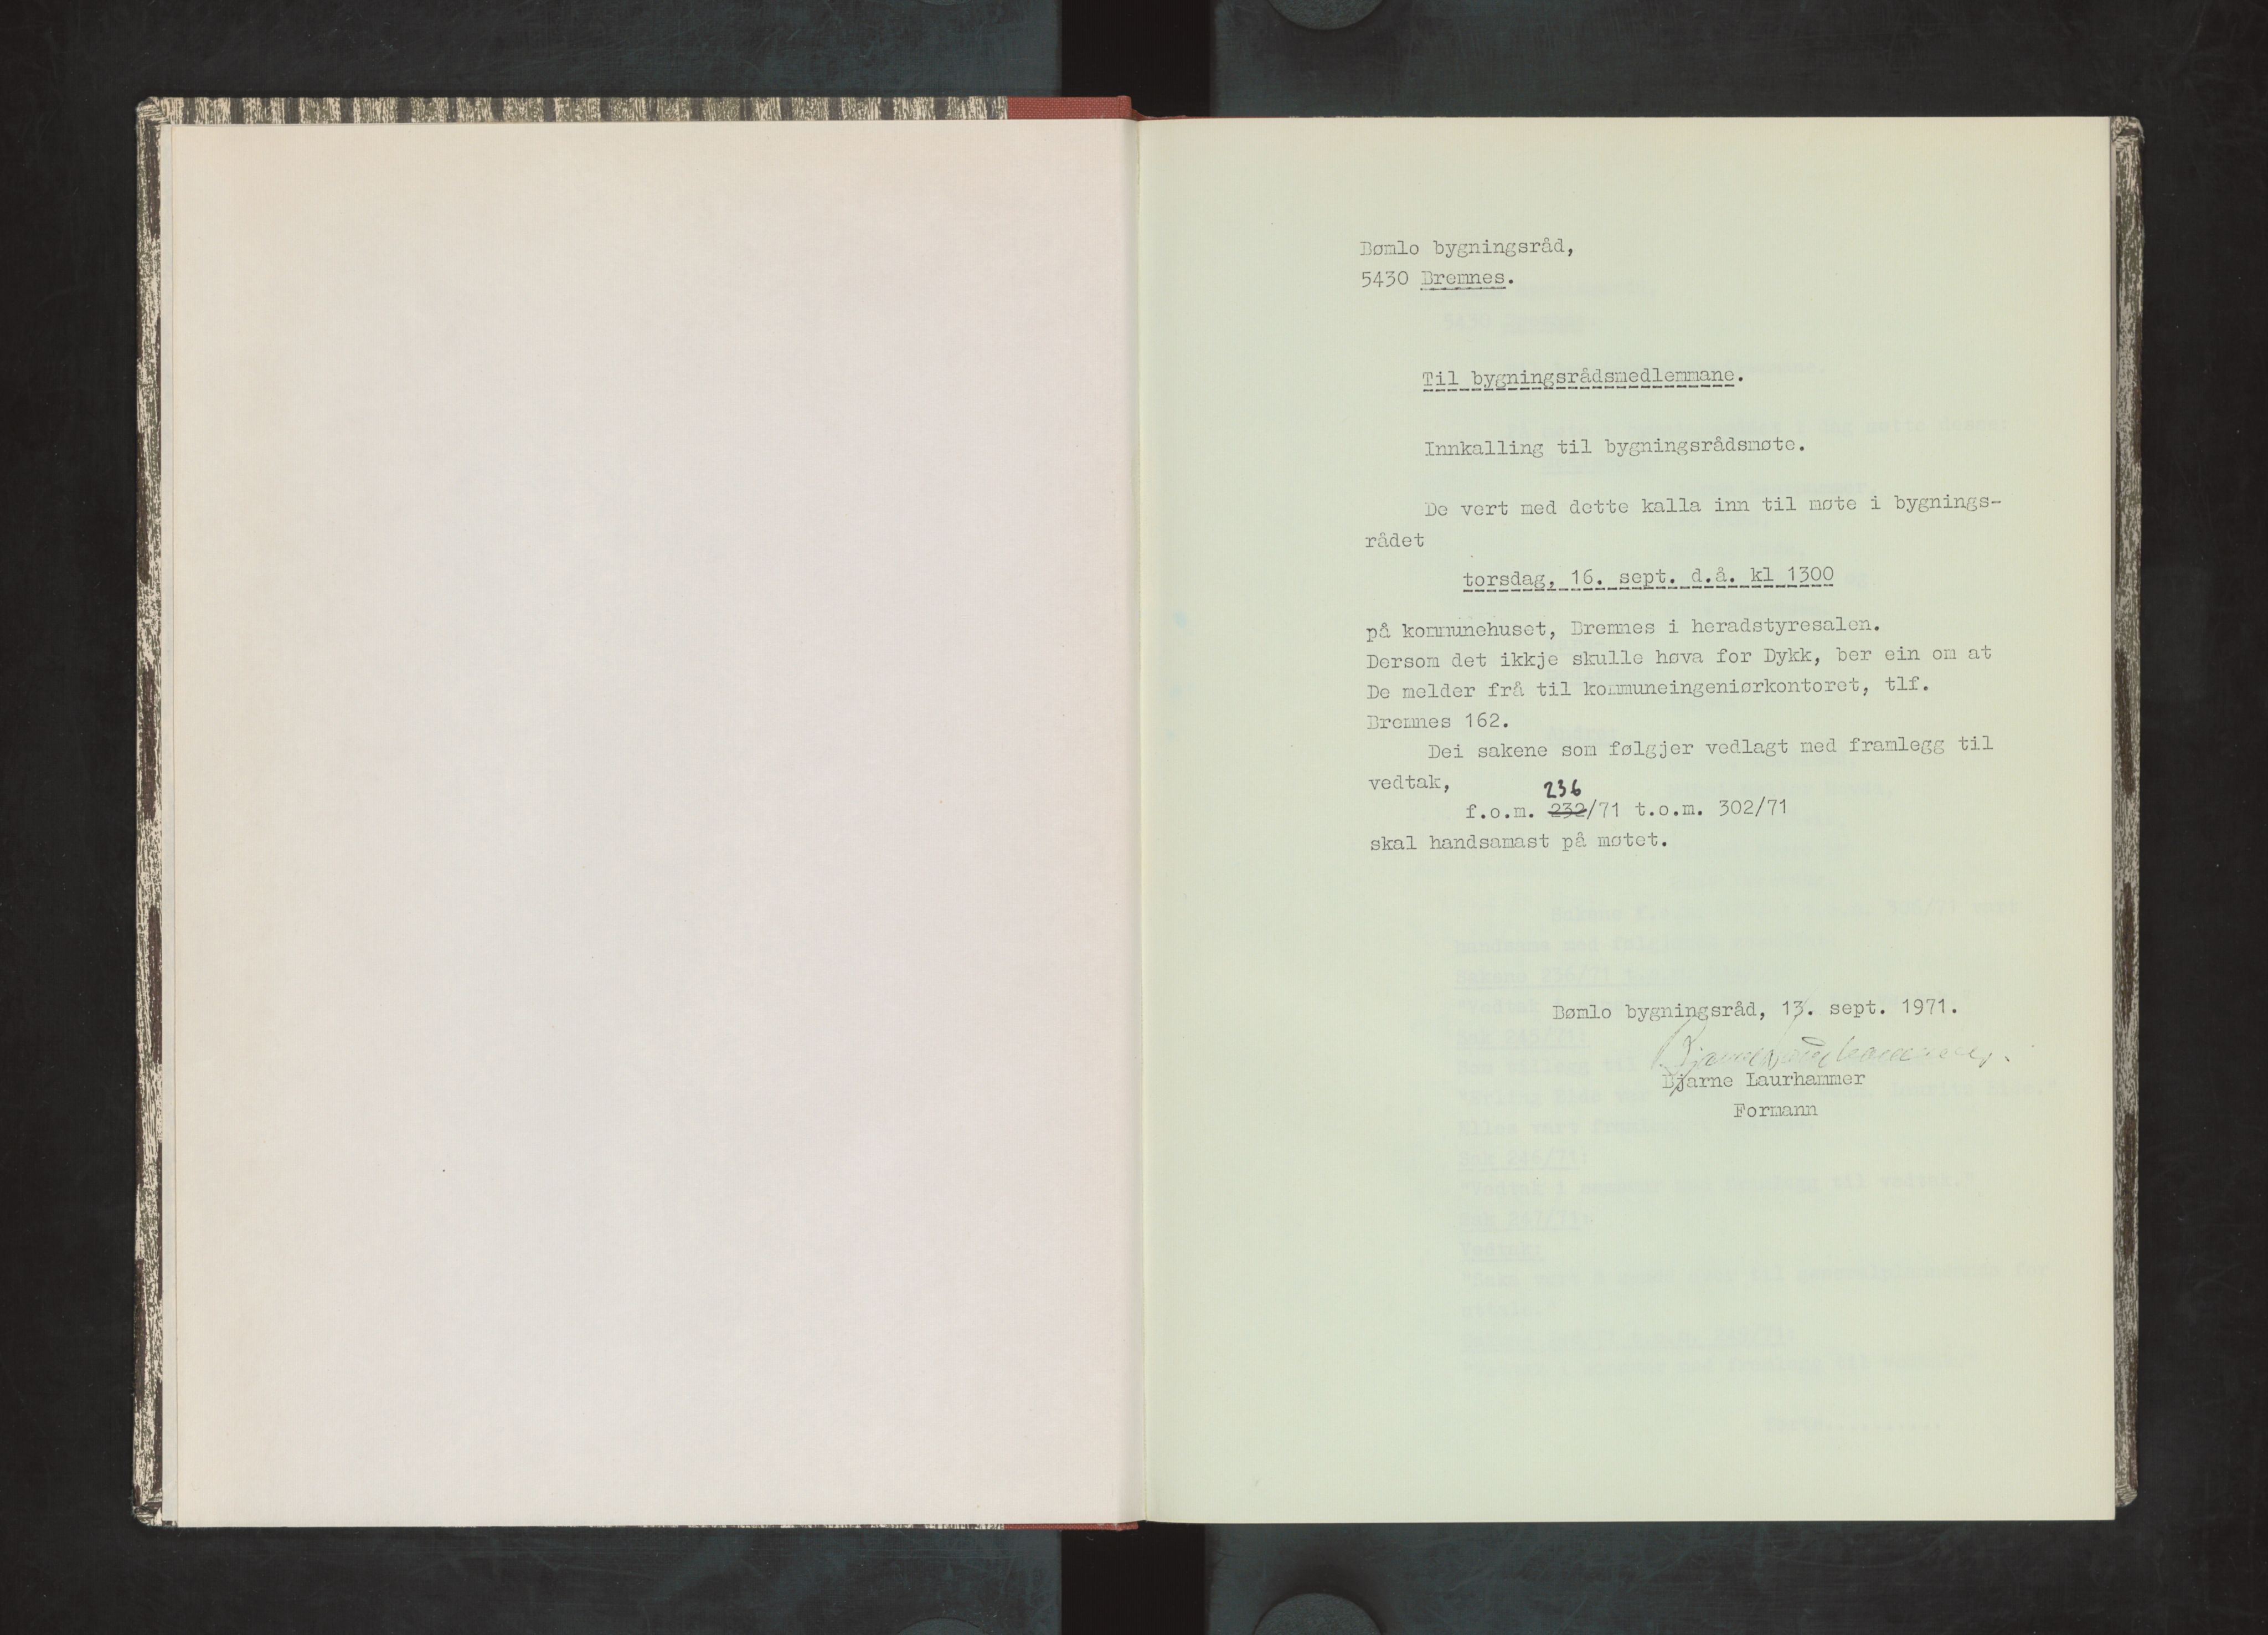 Bømlo bygningsråd,
5430 Bremnes.
Til bygningsrådsmedlemmane.
Innkalling til bygningsrådsmøte.
De vert med dette kalla inn til møte i bygnings-
rådet
torsdag, 16. sept. d.å. kl 1300
på kommunehuset, Bremnes i heradstyresalen.
Dersom det ikkje skulle høva for Dykk, ber ein om at
De melder frå til kommuneingeniørkontoret, tlf.
Bremnes 162.
Dei sakene som følgjer vedlagt med framlegg til
vedtak,
236
f.o.m. 232/71 t.o.m. 302/71
skal handsamast på møtet.
Bømlo bygningsråd, 13. sept. 1971.
Bjarne Laurhammer
Bjarne Laurhammer
Formann